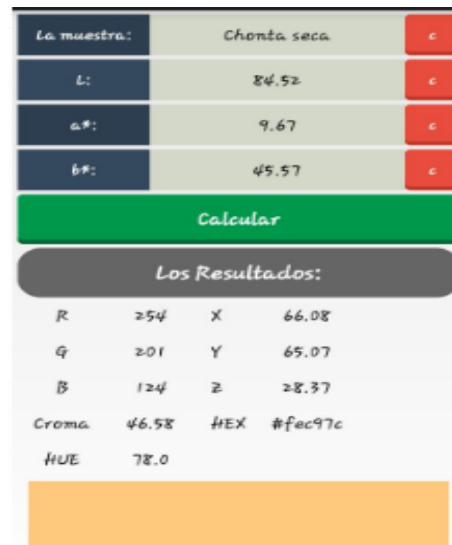 La muestra: Chonta seca c
L: 84.52 c
a*: 9.67 c
b*: 45.57 c
Calcular
Los Resultados:
R 254 X 66.08
G 201 Y 65.07
B 124 Z 28.37
Croma 46.58 HEX #fec97c
HUE 78.0